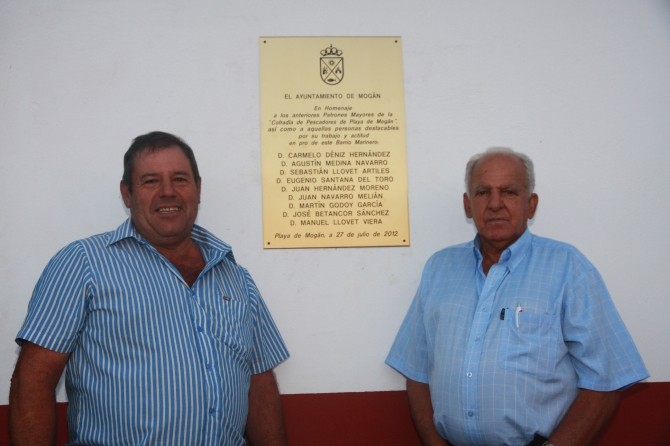 EL AYUNTAMIENTO DE MOGÁN
En Homenaje
a los anteriores Patrones Mayores de la
"Cofradía de Pescadores de Playa de Mogán",
así como a aquellas personas destacables
por su trabajo y actitud
en pro de este Barrio Marinero.
D. CARMELO DÉNIZ HERNÁNDEZ
D. AGUSTÍN MEDINA NAVARRO
D. SEBASTIÁN LLOVET ARTILES
D. EUGENIO SANTANA DEL TORO
D. JUAN HERNÁNDEZ MORENO
D. JUAN NAVARRO MELIÁN
D. MARTÍN GODOY GARCÍA
D. JOSÉ BETANCOR SÁNCHEZ
D. MANUEL LLOVET VIERA
Playa de Mogán, a 27 de julio de 2012.